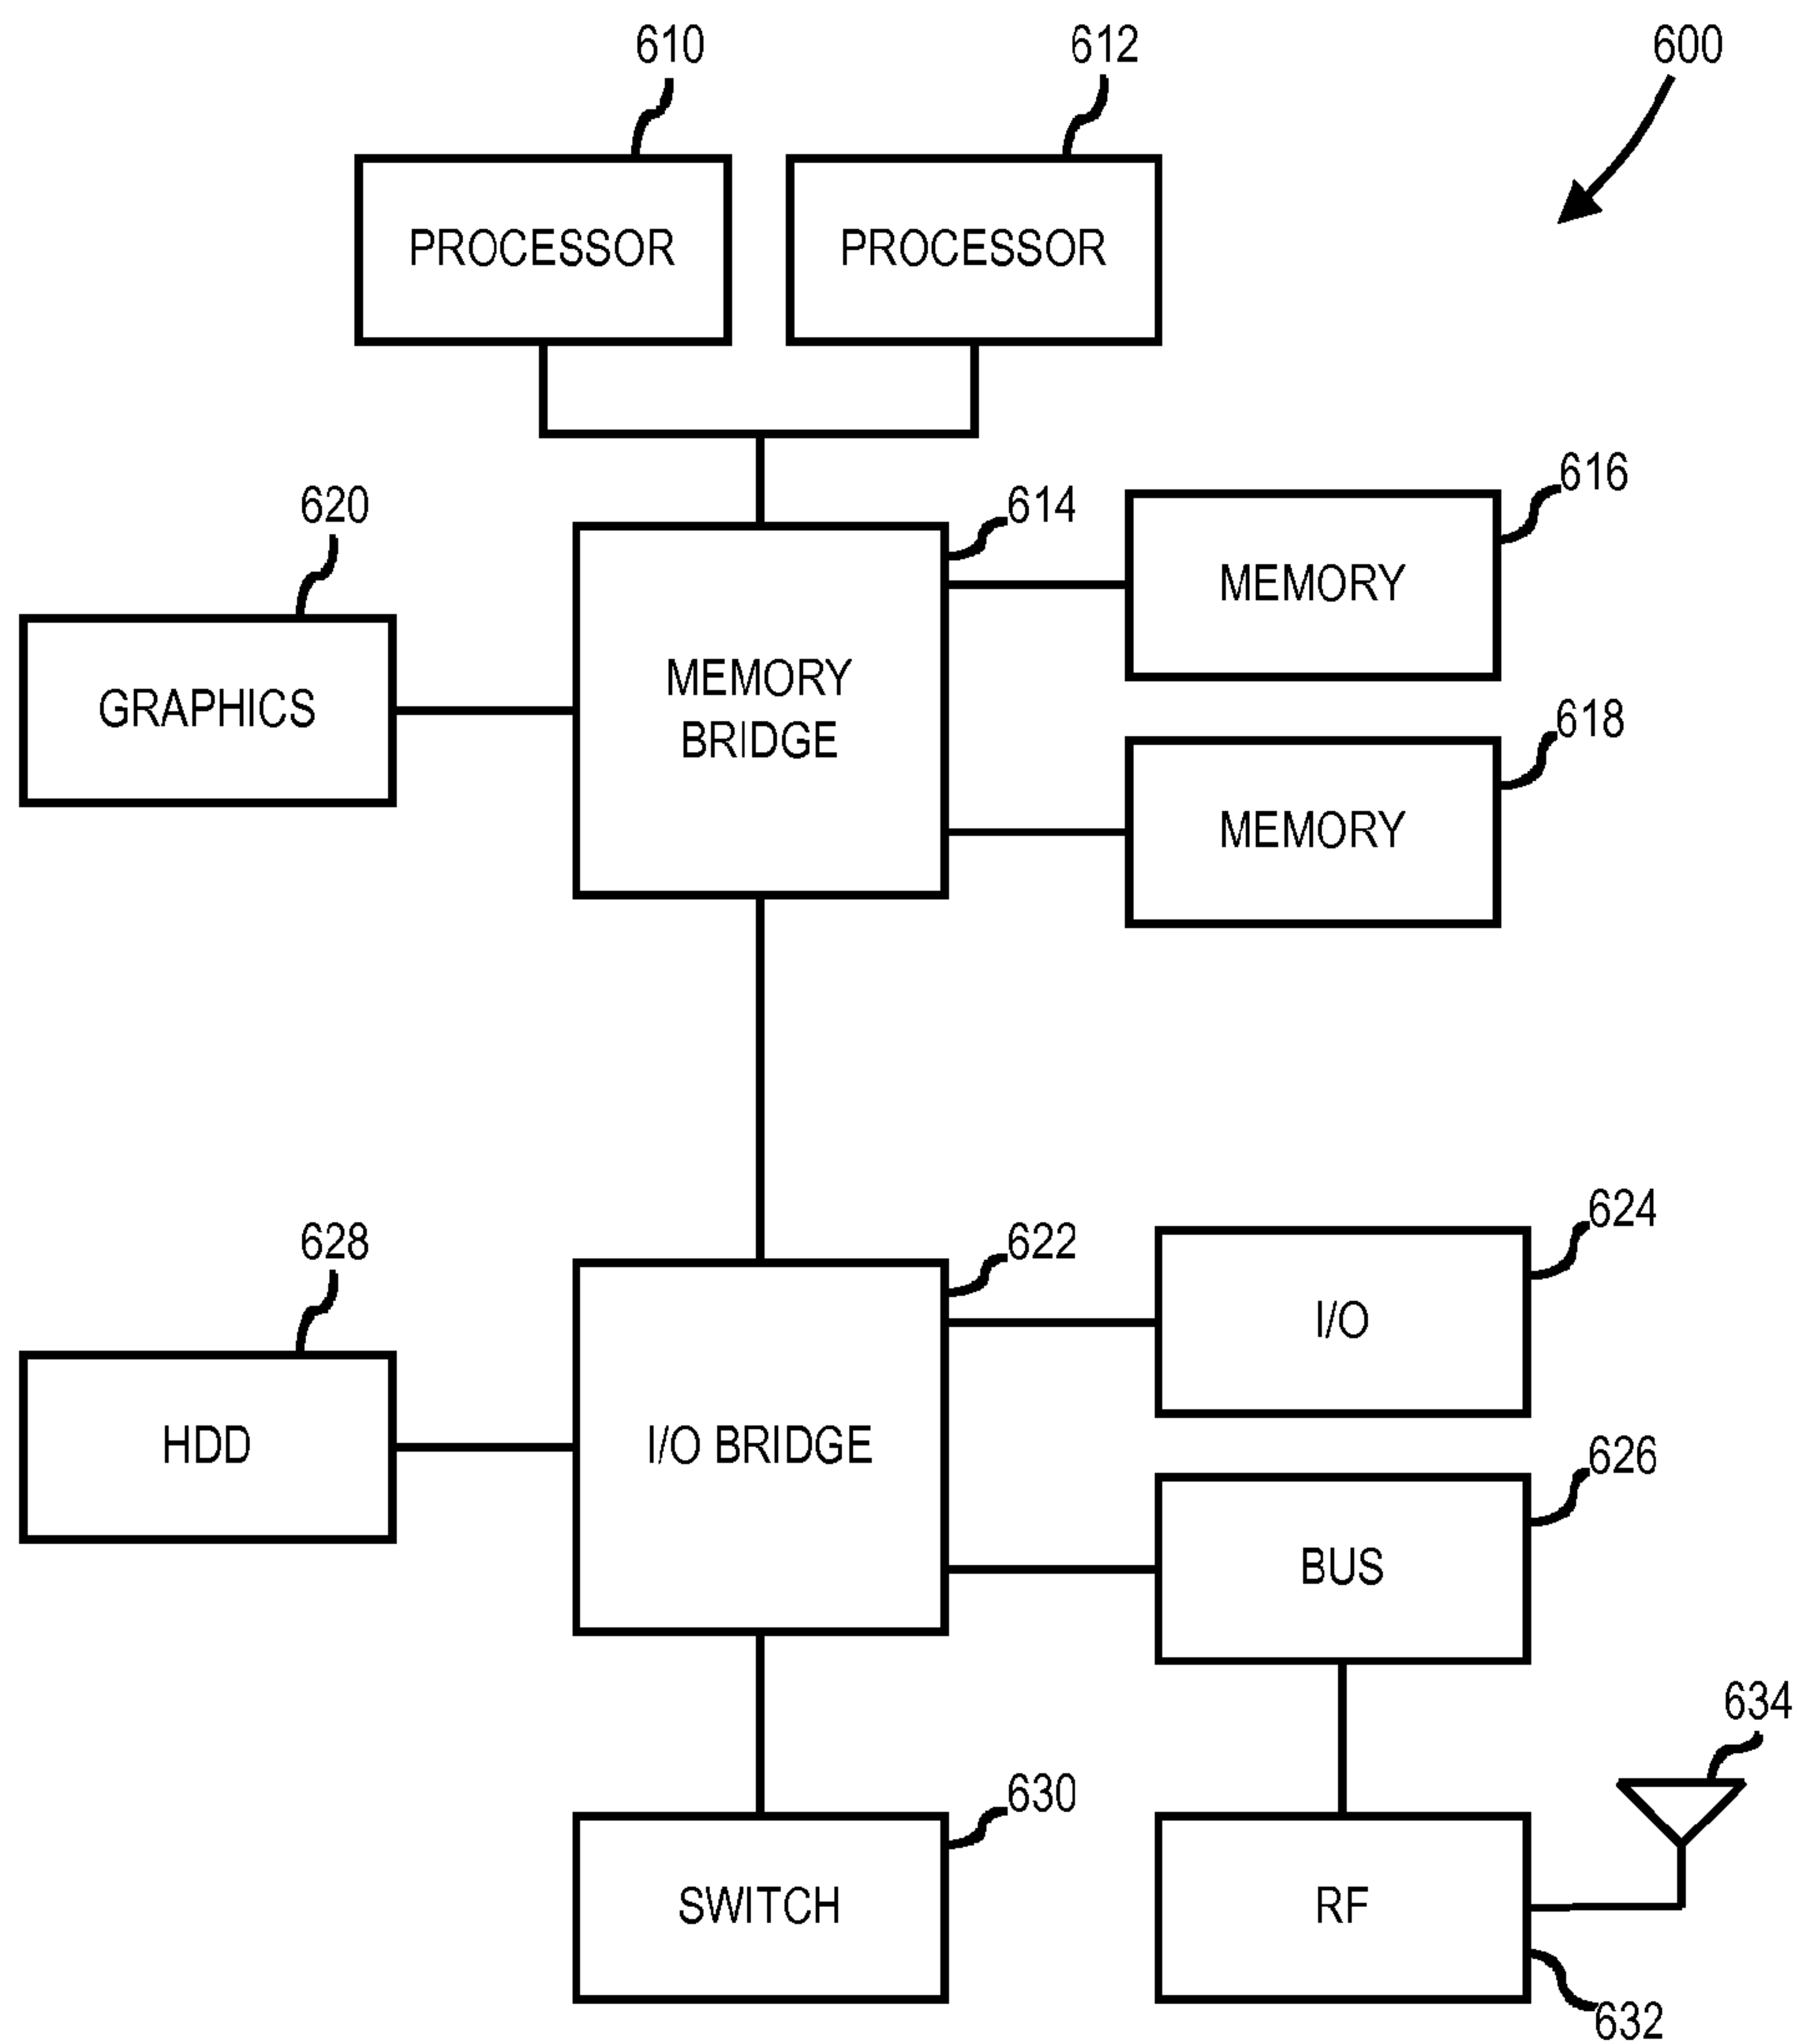 610
612
600
PROCESSOR
PROCESSOR
620
614
616
MEMORY
GRAPHICS
MEMORY
BRIDGE
618
MEMORY
628
622
624
I/O
HDD
I/O BRIDGE
626
BUS
634
630
SWITCH
RF
632